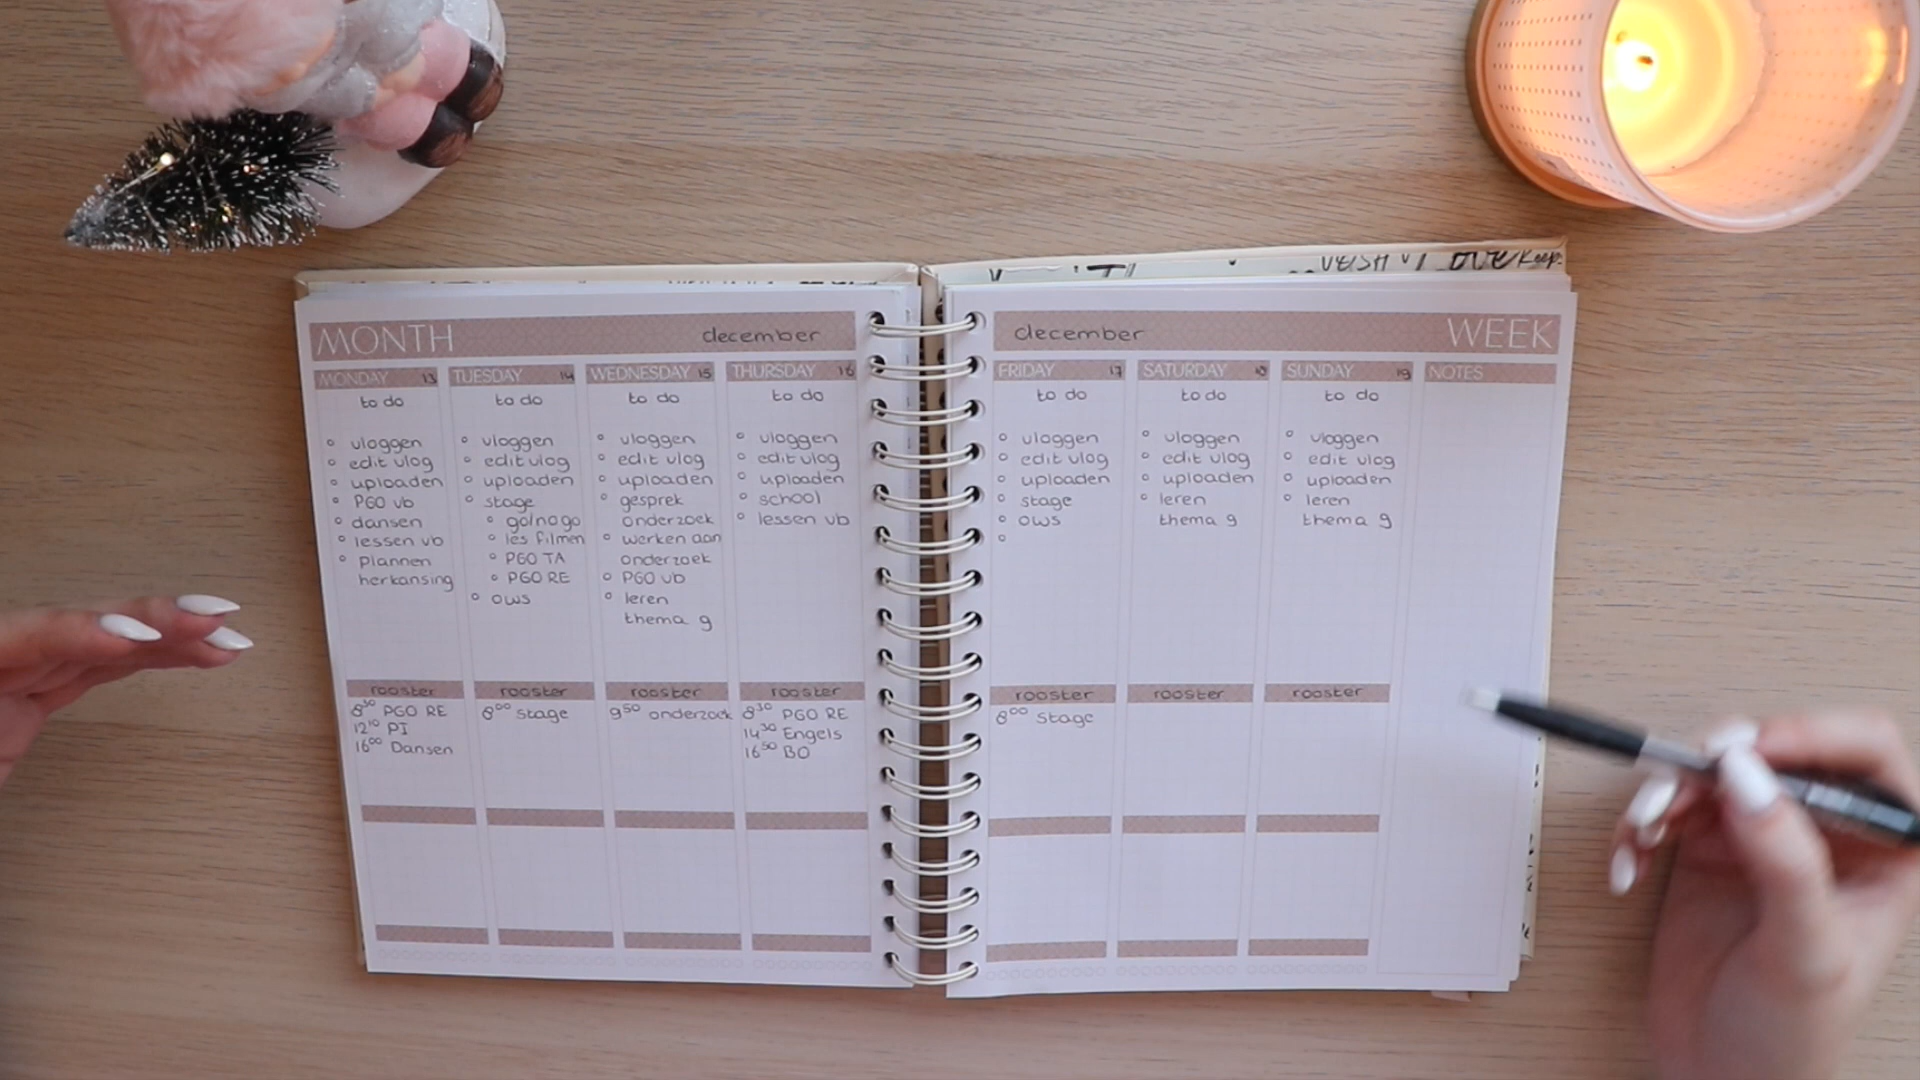 MONTH december
MONDAY 13
to do
vloggen
edit vlog
uploaden
PGO vb
dansen
lessen vb
plannen
herkansing
rooster
8³⁰ PGO RE
12¹⁰ PI
16⁰⁰ Dansen
TUESDAY 14
to do
vloggen
edit vlog
uploaden
stage
go/no go
les filmen
PGO TA
PGO RE
ows
rooster
8⁰⁰ stage
WEDNESDAY 15
to do
vloggen
edit vlog
uploaden
gesprek
onderzoek
werken aan
onderzoek
PGO vb
leren
thema 9
rooster
9⁵⁰ onderzoek
THURSDAY 16
to do
vloggen
edit vlog
uploaden
school
lessen vb
rooster
8³⁰ PGO RE
14³⁰ Engels
16⁵⁰ BO
december WEEK
FRIDAY 17
to do
vloggen
edit vlog
uploaden
stage
ows
rooster
8⁰⁰ stage
SATURDAY 18
to do
vloggen
edit vlog
uploaden
leren
thema 9
rooster
SUNDAY 19
to do
vloggen
edit vlog
uploaden
leren
thema 9
rooster
NOTES